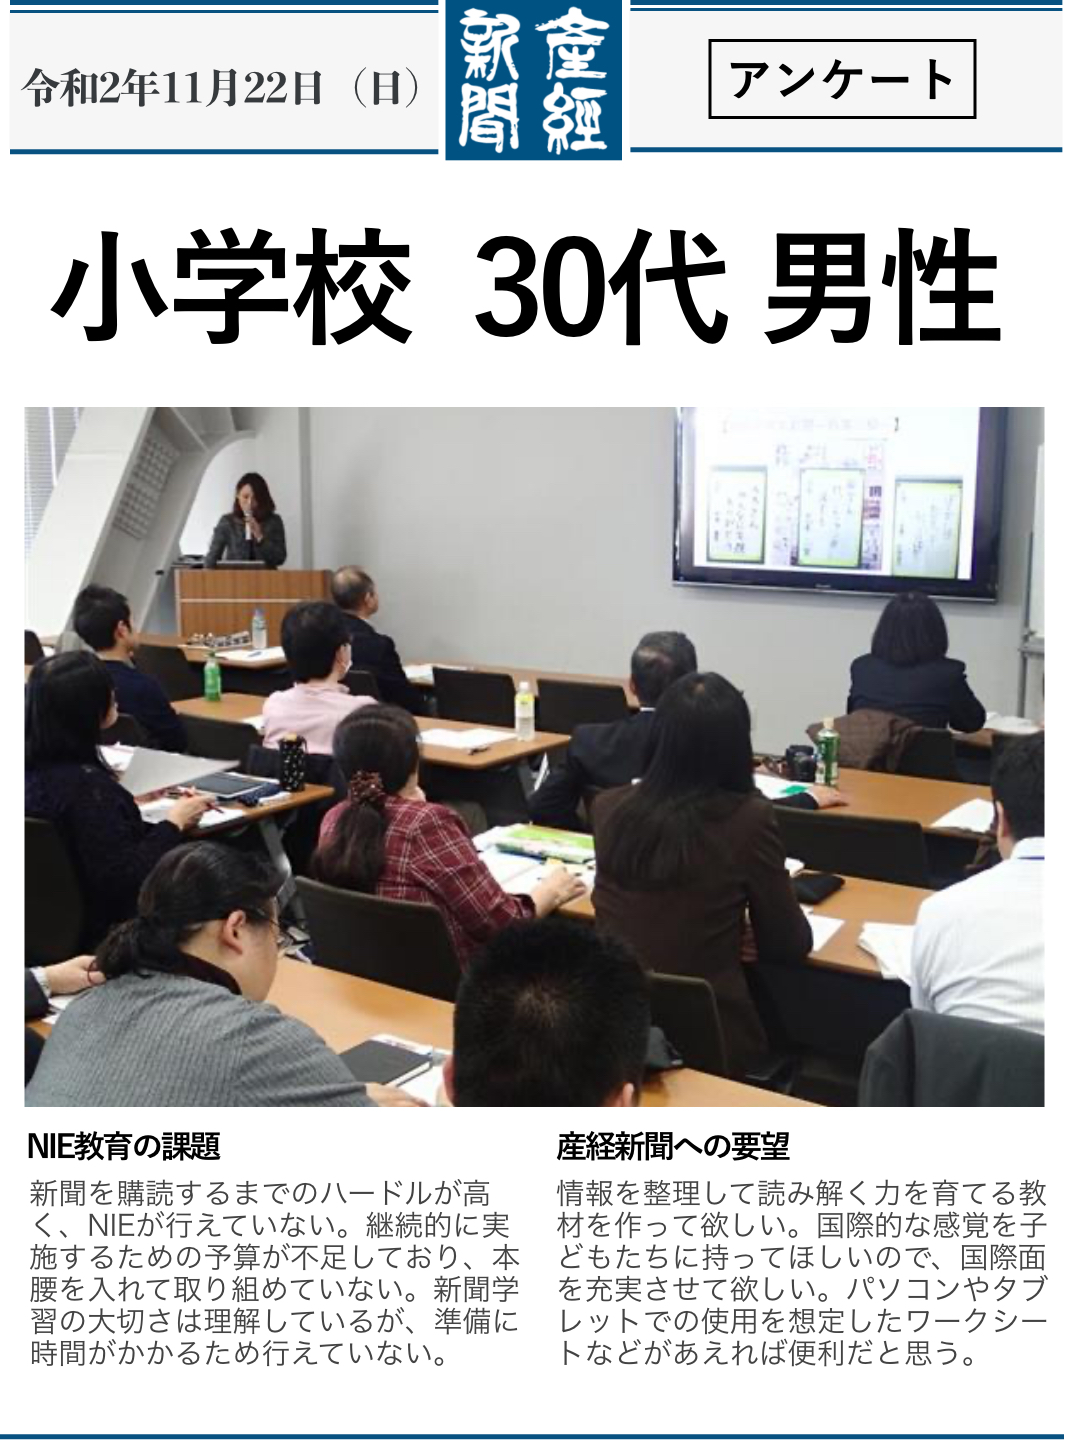 令和2年11月22日（日）
産経
新聞
アンケート
小学校 30代 男性
NIE教育の課題
新聞を購読するまでのハードルが高
く、NIEが行えていない。継続的に実
施するための予算が不足しており、本
腰を入れて取り組めていない。新聞学
習の大切さは理解しているが、準備に
時間がかかるため行えていない。
産経新聞への要望
情報を整理して読み解く力を育てる教
材を作って欲しい。国際的な感覚を子
どもたちに持ってほしいので、国際面
を充実させて欲しい。パソコンやタブ
レットでの使用を想定したワークシー
トなどがあえれば便利だと思う。